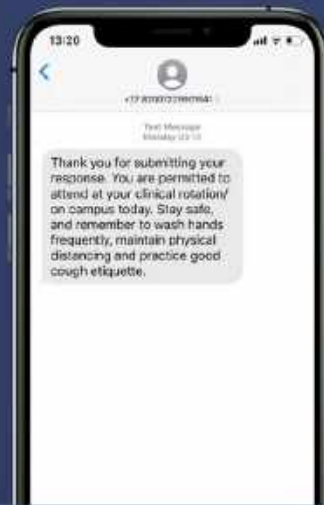 13:20
Text Message
Thank you for submitting your
response. You are permitted to
attend at your clinical rotation/
on campus today. Stay safe,
and remember to wash hands
frequently, maintain physical
distancing and practice good
cough etiquette.